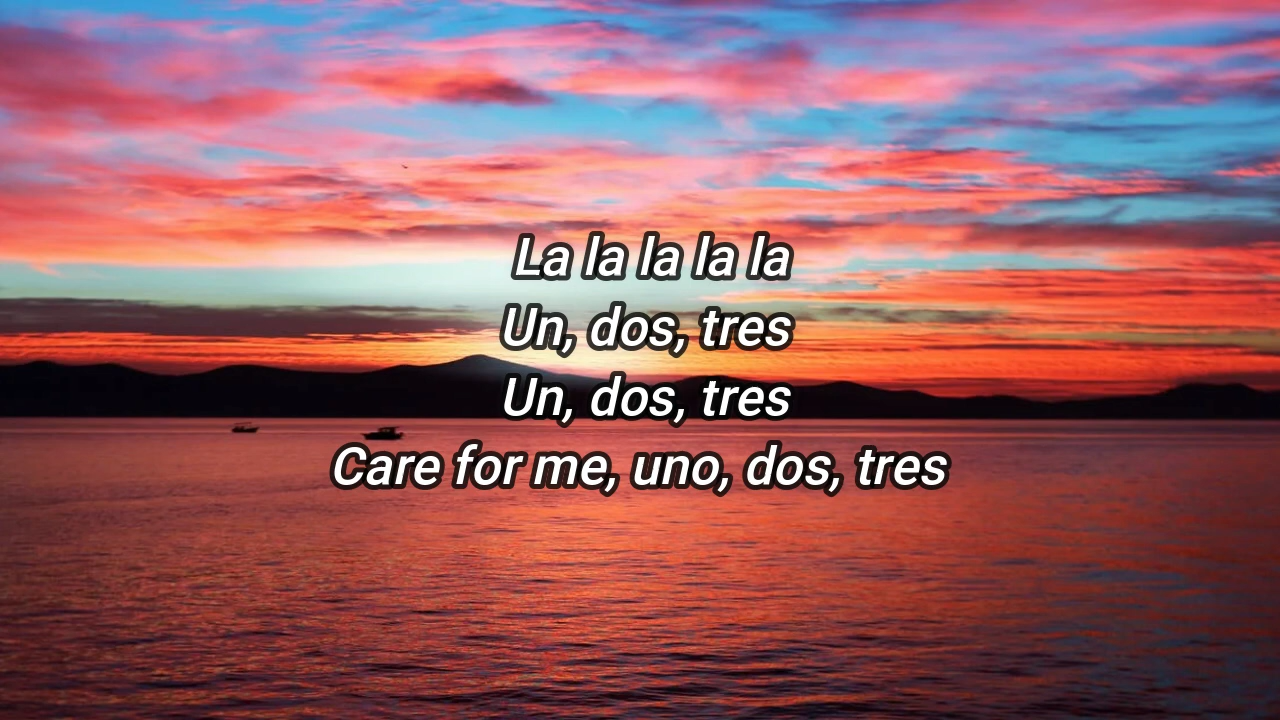 La la la la la
Un, dos, tres
Un, dos, tres
Care for me, uno, dos, tres